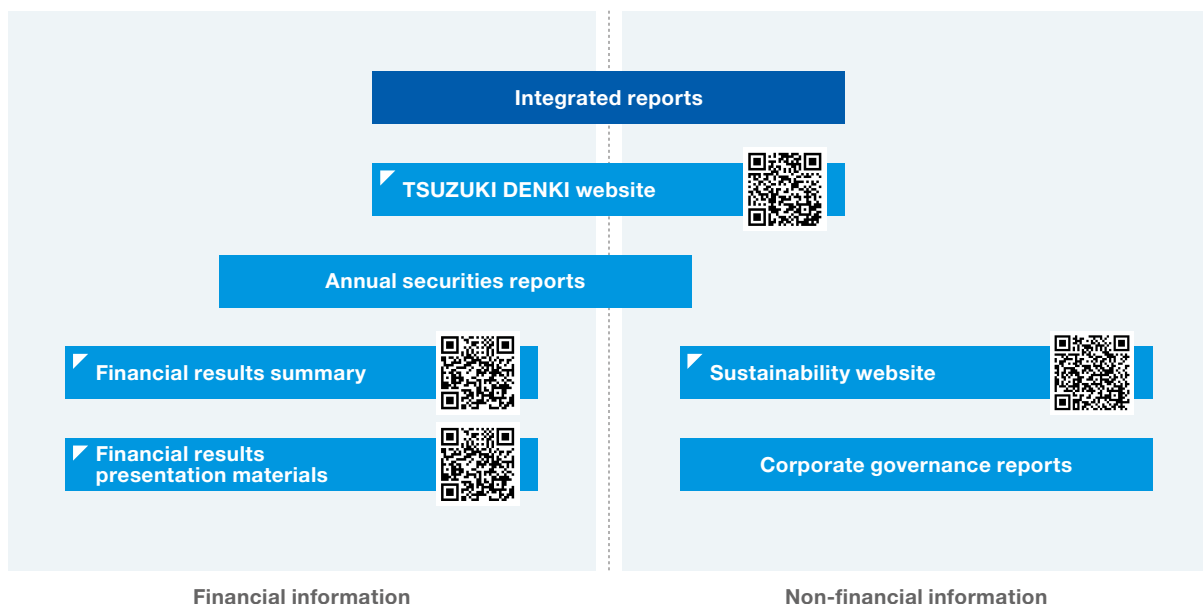 Integrated reports
TSUZUKI DENKI website
Annual securities reports
Financial results summary
Sustainability website
Financial results
presentation materials
Corporate governance reports
Financial information
Non-financial information